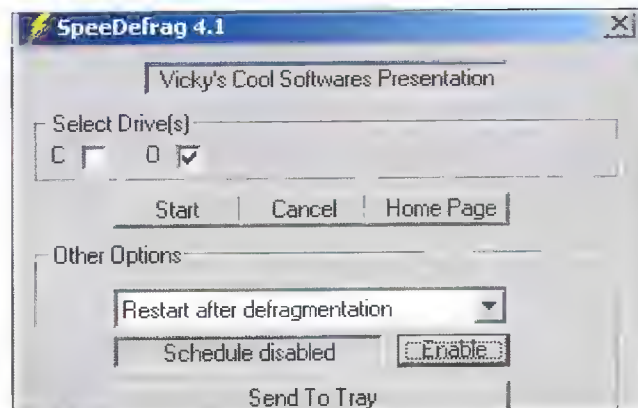 SpeeDefrag 4.1
Vicky's Cool Softwares Presentation
Select Drive(s)
C O
Start Cancel Home Page
Other Options
Restart after defragmentation
Schedule disabled Enable
Send To Tray